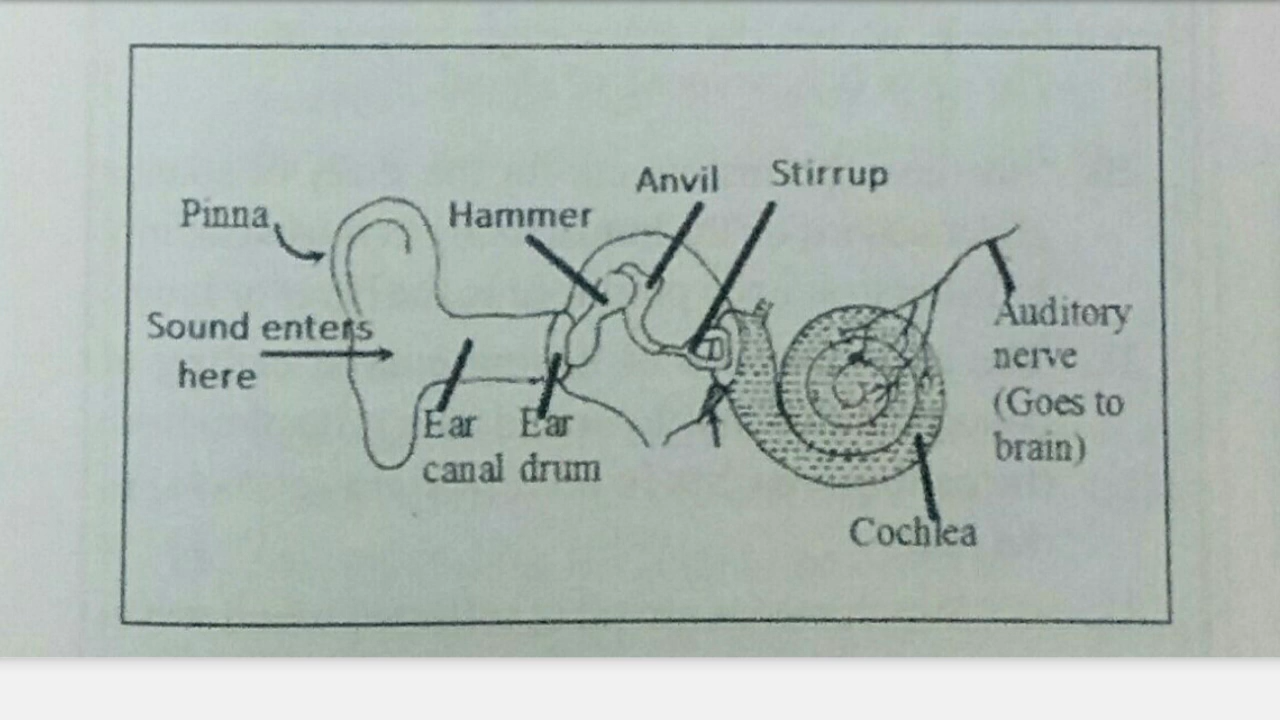 Anvil
Stirrup
Pinna
Hammer
Sound enters
here
Auditory
nerve
(Goes to
brain)
Ear Ear
canal drum
Cochlea